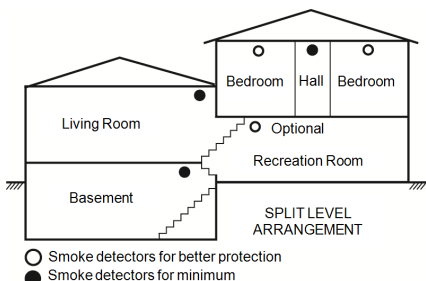 Bedroom Hall Bedroom
Living Room
Optional
Recreation Room
Basement
SPLIT LEVEL
ARRANGEMENT
Smoke detectors for better protection
Smoke detectors for minimum